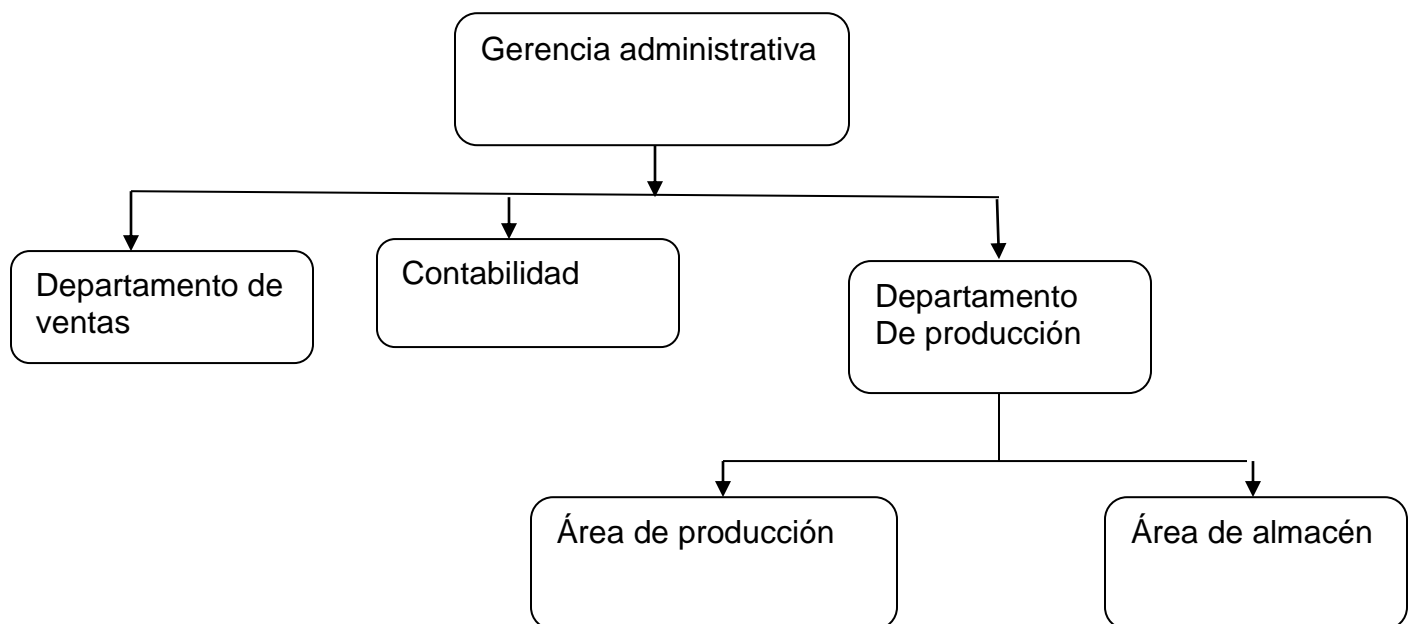 Gerencia administrativa
Departamento de
ventas
Contabilidad
Departamento
De producción
Área de producción
Área de almacén